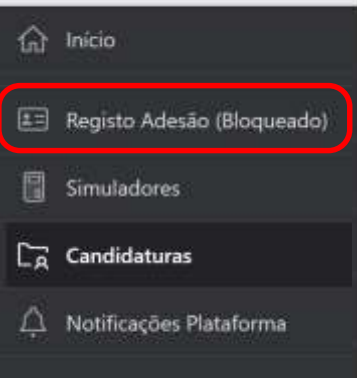 Início
Registo Adesão (Bloqueado)
Simuladores
Candidaturas
Notificações Plataforma